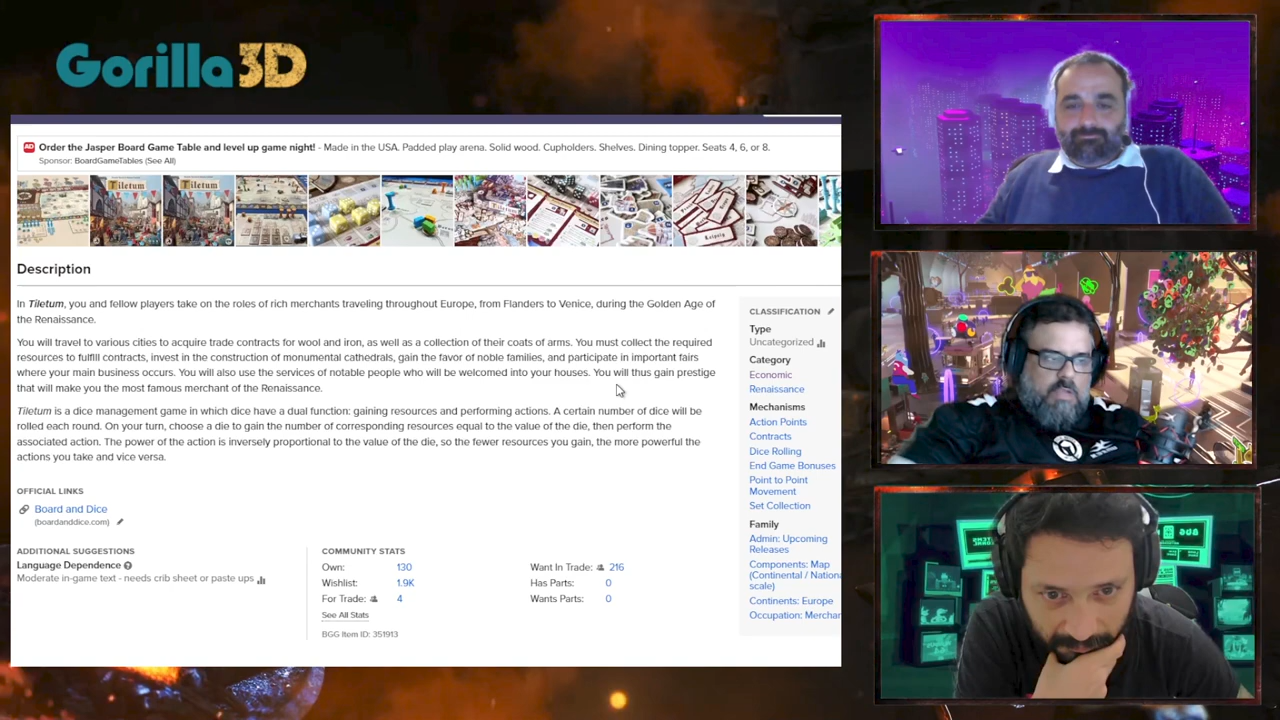 Gorilla3D
AD Order the Jasper Board Game Table and level up game night! - Made in the USA. Padded play arena. Solid wood. Cupholders. Shelves. Dining topper. Seats 4, 6, or 8.
Sponsor: BoardGameTables (See All)
Tiletum Tiletum
Description
In Tiletum, you and fellow players take on the roles of rich merchants traveling throughout Europe, from Flanders to Venice, during the Golden Age of
the Renaissance.
You will travel to various cities to acquire trade contracts for wool and iron, as well as a collection of their coats of arms. You must collect the required
resources to fulfill contracts, invest in the construction of monumental cathedrals, gain the favor of noble families, and participate in important fairs
where your main business occurs. You will also use the services of notable people who will be welcomed into your houses. You will thus gain prestige
that will make you the most famous merchant of the Renaissance.
Tiletum is a dice management game in which dice have a dual function: gaining resources and performing actions. A certain number of dice will be
rolled each round. On your turn, choose a die to gain the number of corresponding resources equal to the value of the die, then perform the
associated action. The power of the action is inversely proportional to the value of the die, so the fewer resources you gain, the more powerful the
actions you take and vice versa.
OFFICIAL LINKS
Board and Dice
(boardanddice.com)
ADDITIONAL SUGGESTIONS
Language Dependence
Moderate in-game text - needs crib sheet or paste ups
COMMUNITY STATS
Own: 130
Wishlist: 1.9K
For Trade: 4
See All Stats
BGG Item ID: 351913
Want In Trade: 216
Has Parts: 0
Wants Parts: 0
CLASSIFICATION
Type
Uncategorized
Category
Economic
Renaissance
Mechanisms
Action Points
Contracts
Dice Rolling
End Game Bonuses
Point to Point
Movement
Set Collection
Family
Admin: Upcoming
Releases
Components: Map
(Continental / Nationa
scale)
Continents: Europe
Occupation: Merchan